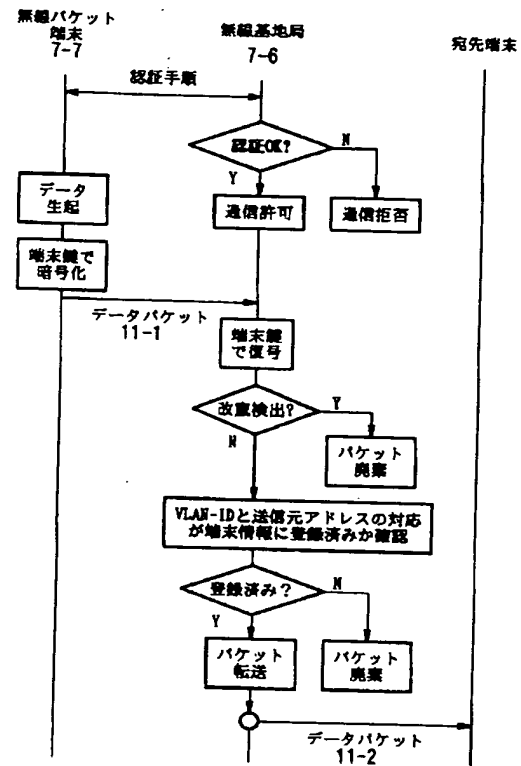 無線パケット
端末
7-7
無線基地局
7-6
宛先端末
認証手順
認証OK?
N
Y
データ
生起
通信許可
通信拒否
端末鍵で
暗号化
データパケット
11-1
端末鍵
で復号
改竄検出?
Y
N
パケット
廃棄
VLAN-IDと送信元アドレスの対応
が端末情報に登録済みか確認
登録済み?
N
Y
パケット
転送
パケット
廃棄
データパケット
11-2